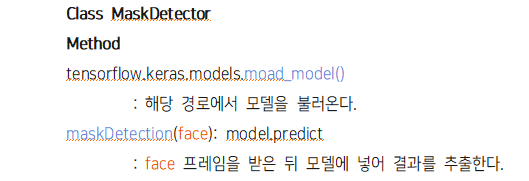 Class MaskDetector
Method
tensorflow.keras.models.moad_model()
: 해당 경로에서 모델을 불러온다.
maskDetection(face): model.predict
: face 프레임을 받은 뒤 모델에 넣어 결과를 추출한다.